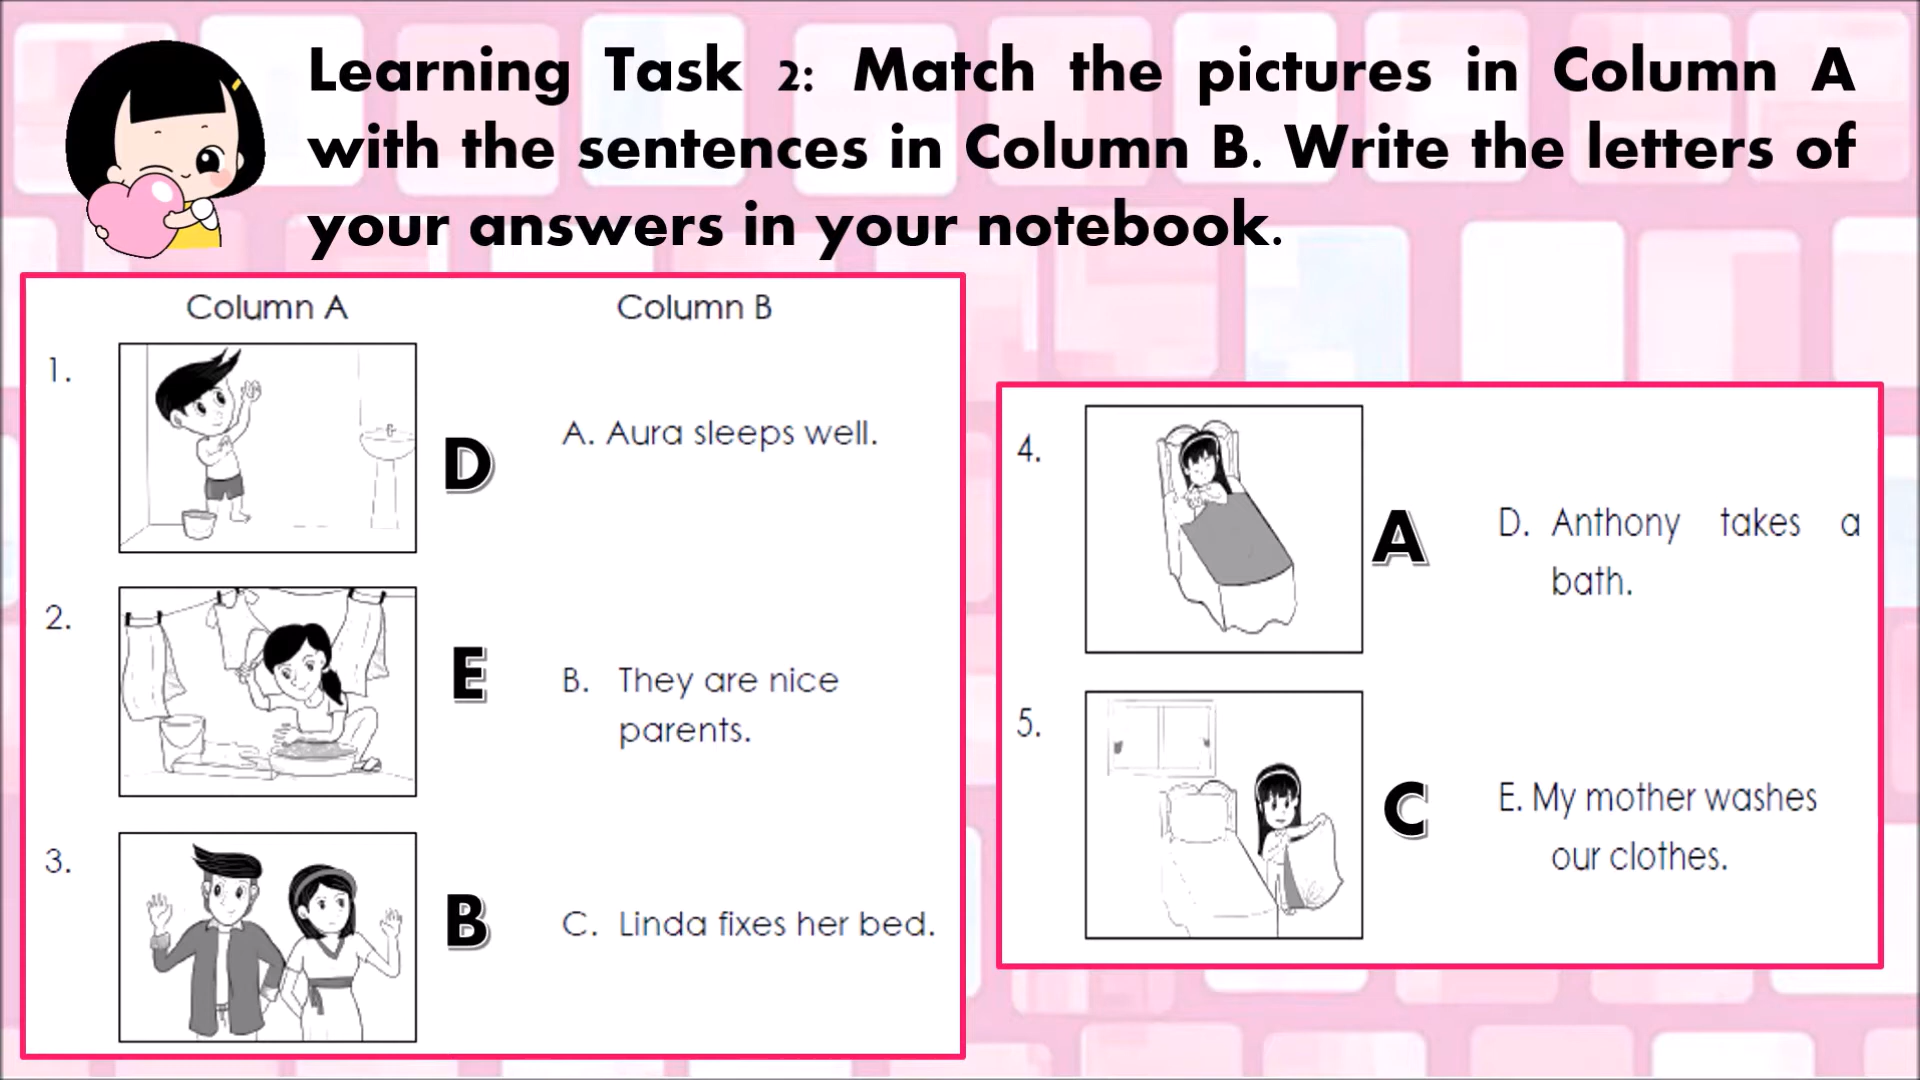 Learning Task 2: Match the pictures in Column A
with the sentences in Column B. Write the letters of
your answers in your notebook.
Column A Column B
1.
D
A. Aura sleeps well.
2.
E
B. They are nice
parents.
3.
B
C. Linda fixes her bed.
4.
A
D. Anthony takes a
bath.
5.
C
E. My mother washes
our clothes.